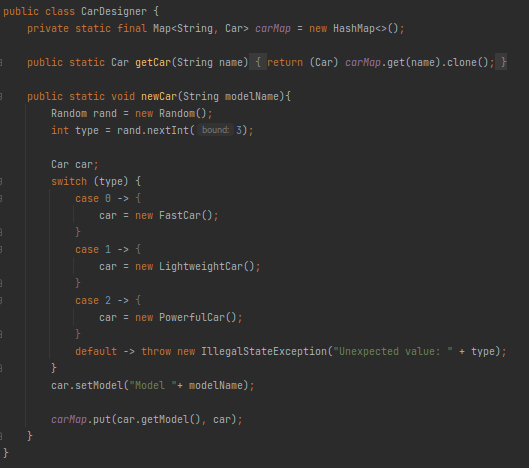 public class CarDesigner {
    private static final Map<String, Car> carMap = new HashMap<>();
    public static Car getCar(String name) { return (Car) carMap.get(name).clone(); }
    public static void newCar(String modelName){
        Random rand = new Random();
        int type = rand.nextInt( bound: 3);
        Car car;
        switch (type) {
            case 0 -> {
                car = new FastCar();
            }
            case 1 -> {
                car = new LightweightCar();
            }
            case 2 -> {
                car = new PowerfulCar();
            }
            default -> throw new IllegalStateException("Unexpected value: " + type);
        }
        car.setModel("Model "+ modelName);
        carMap.put(car.getModel(), car);
    }
}